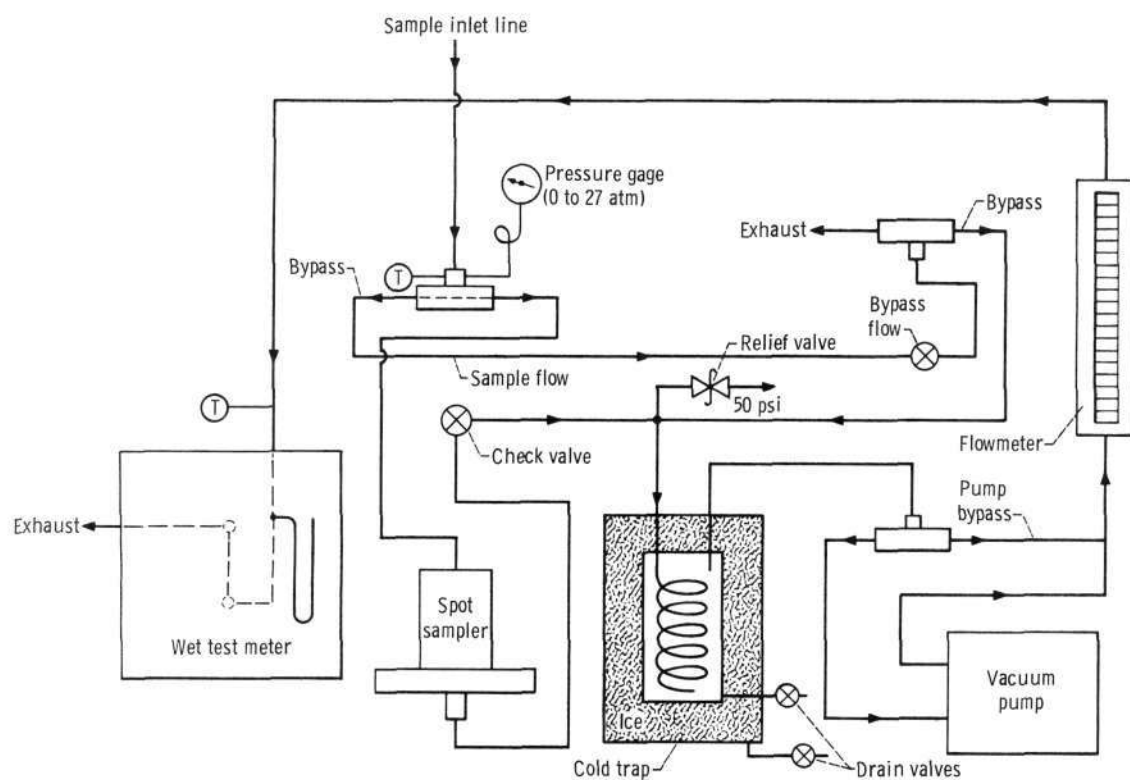 Sample inlet line
Pressure gage
(0 to 27 atm)
Bypass
Exhaust
T
Bypass
Bypass
flow
Relief valve
Sample flow
50 psi
T
Check valve
Flowmeter
Pump
bypass
Exhaust
Spot
sampler
Wet test meter
Vacuum
pump
Ice
Cold trap
Drain valves